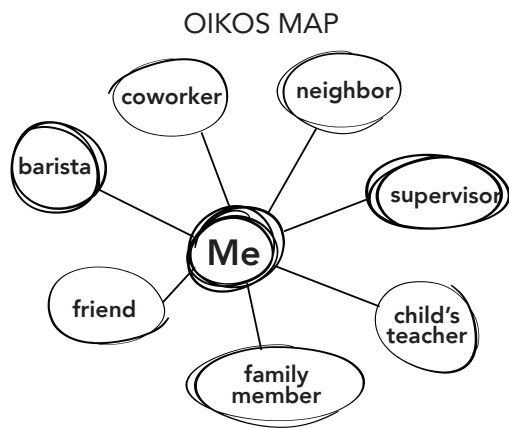 OIKOS MAP
coworker
neighbor
barista
supervisor
Me
friend
child's
teacher
family
member